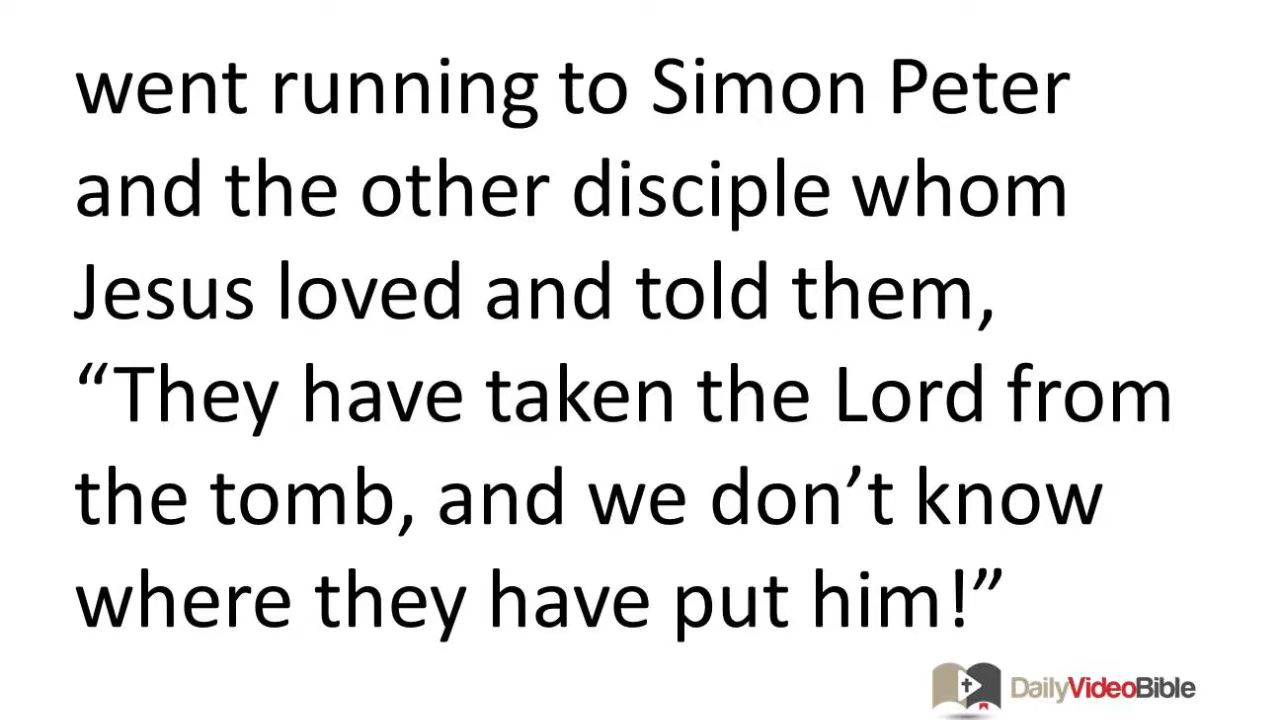 went running to Simon Peter
and the other disciple whom
Jesus loved and told them,
“They have taken the Lord from
the tomb, and we don’t know
where they have put him!”
DailyVideoBible